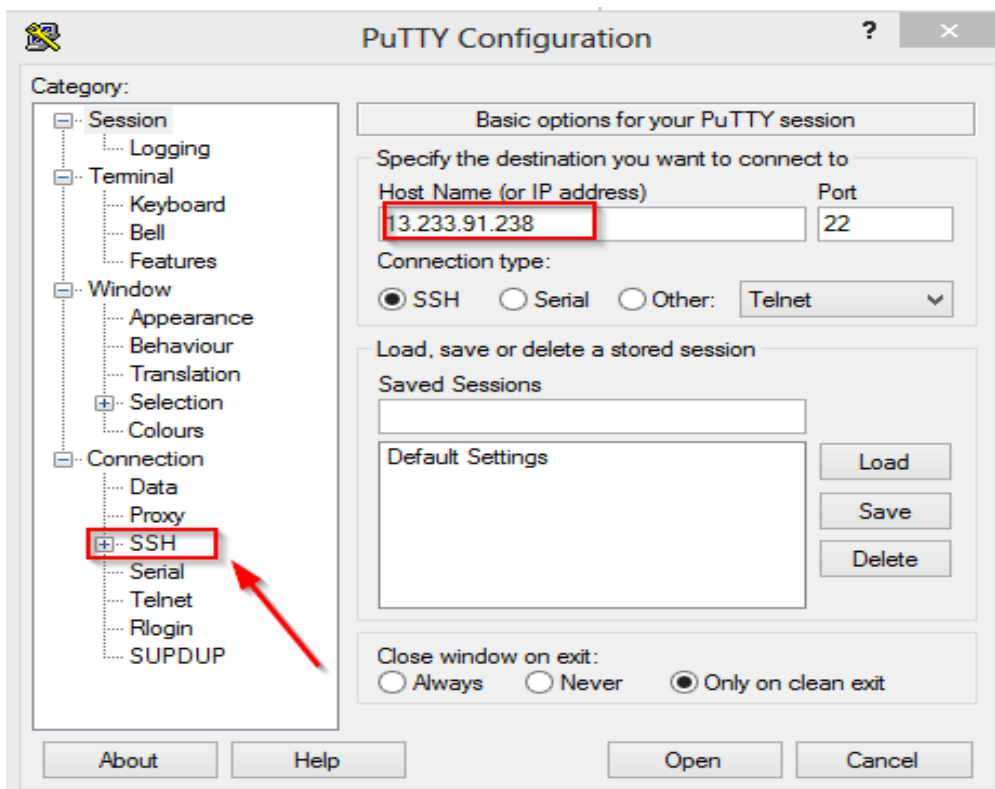 PuTTY Configuration
?
Category:
Session
Logging
Terminal
Keyboard
Bell
Features
Window
Appearance
Behaviour
Translation
Selection
Colours
Connection
Data
Proxy
SSH
Serial
Telnet
Rlogin
SUPDUP
Basic options for your PuTTY session
Specify the destination you want to connect to
Host Name (or IP address) Port
13.233.91.238 22
Connection type:
SSH Serial Other: Telnet
Load, save or delete a stored session
Saved Sessions
Default Settings
Load
Save
Delete
Close window on exit:
Always Never Only on clean exit
About Help Open Cancel